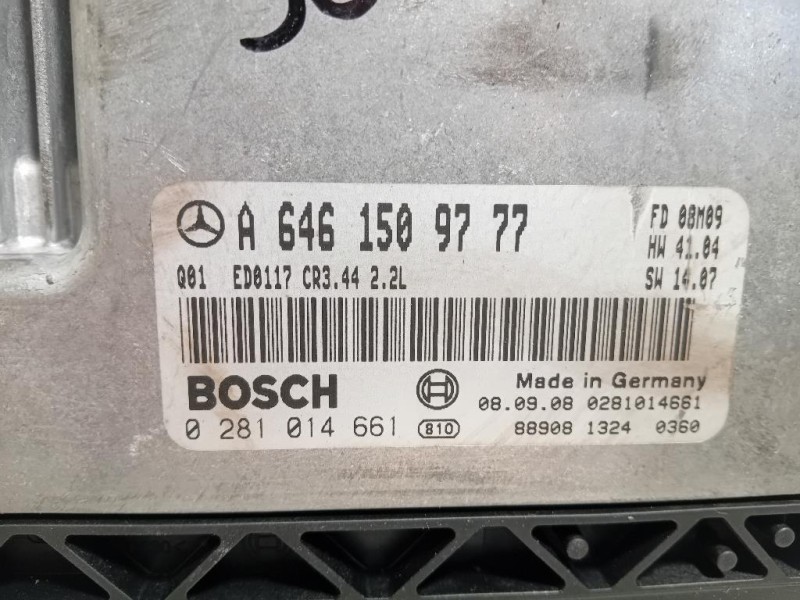 A 646 150 97 77
FD 08M09
HW 41.04
Q01 ED0117 CR3.44 2.2L
SW 14.07
BOSCH
Made in Germany
08.09.08 0281014661
0 281 014 661 810
88908 1324 0360